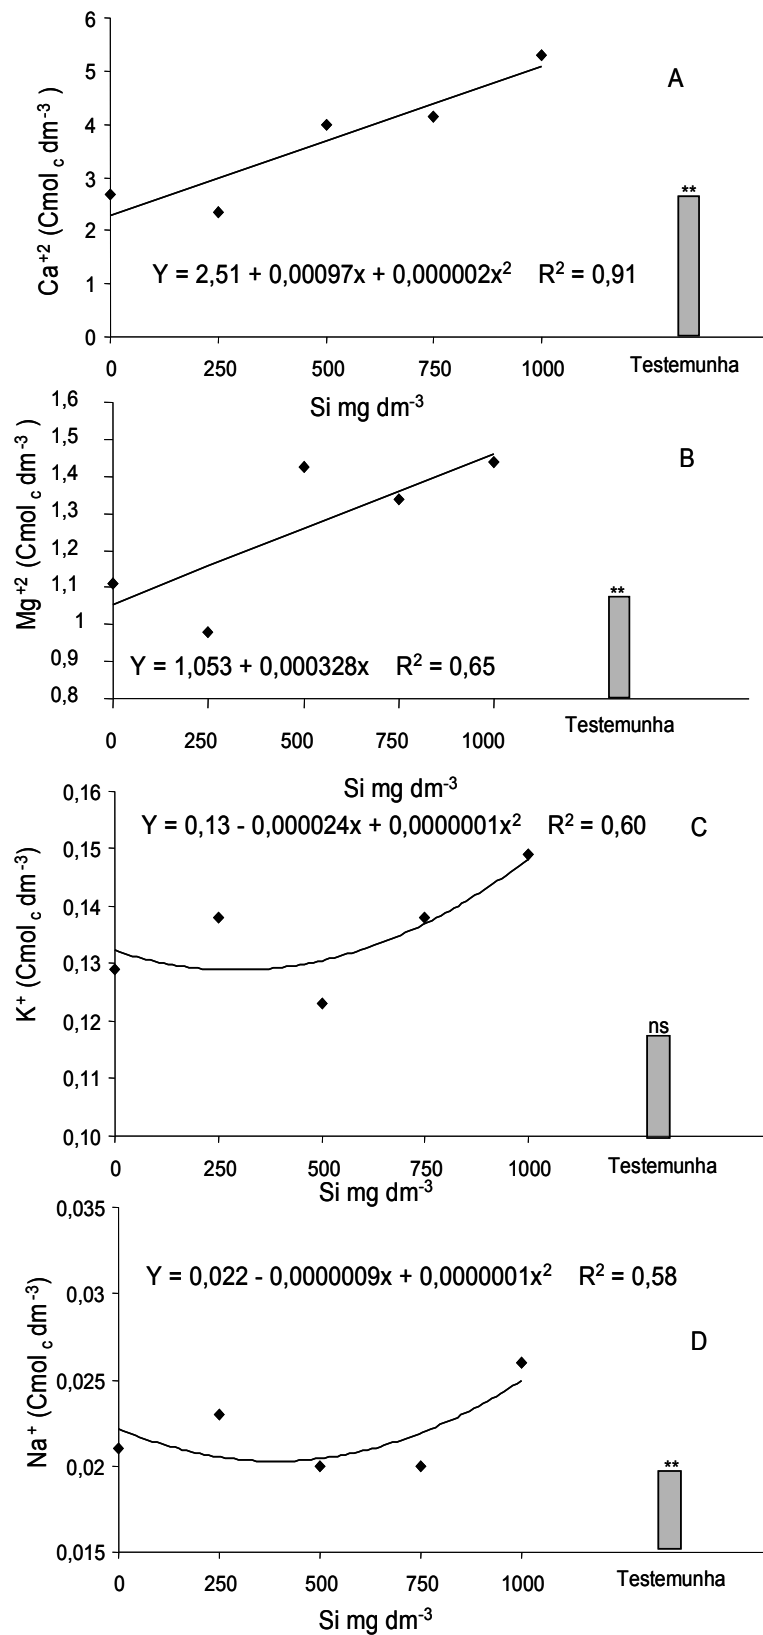 6
A
5
4
3
**
2
Ca+2 (Cmol c dm-3)
Y = 2,51 + 0,00097x + 0,000002x² R² = 0,91
1
0
0 250 500 750 1000 Testemunha
Si mg dm-3
1,6
1,5
B
1,4
1,3
1,2
1,1
**
1
Mg+2 (Cmol c dm-3)
0,9
Y = 1,053 + 0,000328x R² = 0,65
0,8
0 250 500 750 1000 Testemunha
Si mg dm-3
0,16
Y = 0,13 - 0,000024x + 0,0000001x² R² = 0,60 C
0,15
0,14
K+ (Cmol c dm-3)
0,13
0,12
ns
0,11
0,10
0 250 500 750 1000 Testemunha
Si mg dm-3
0,035
Y = 0,022 - 0,0000009x + 0,0000001x² R² = 0,58
0,03
D
0,025
Na+ (Cmol c dm-3)
0,02
**
0,015
0 250 500 750 1000 Testemunha
Si mg dm-3